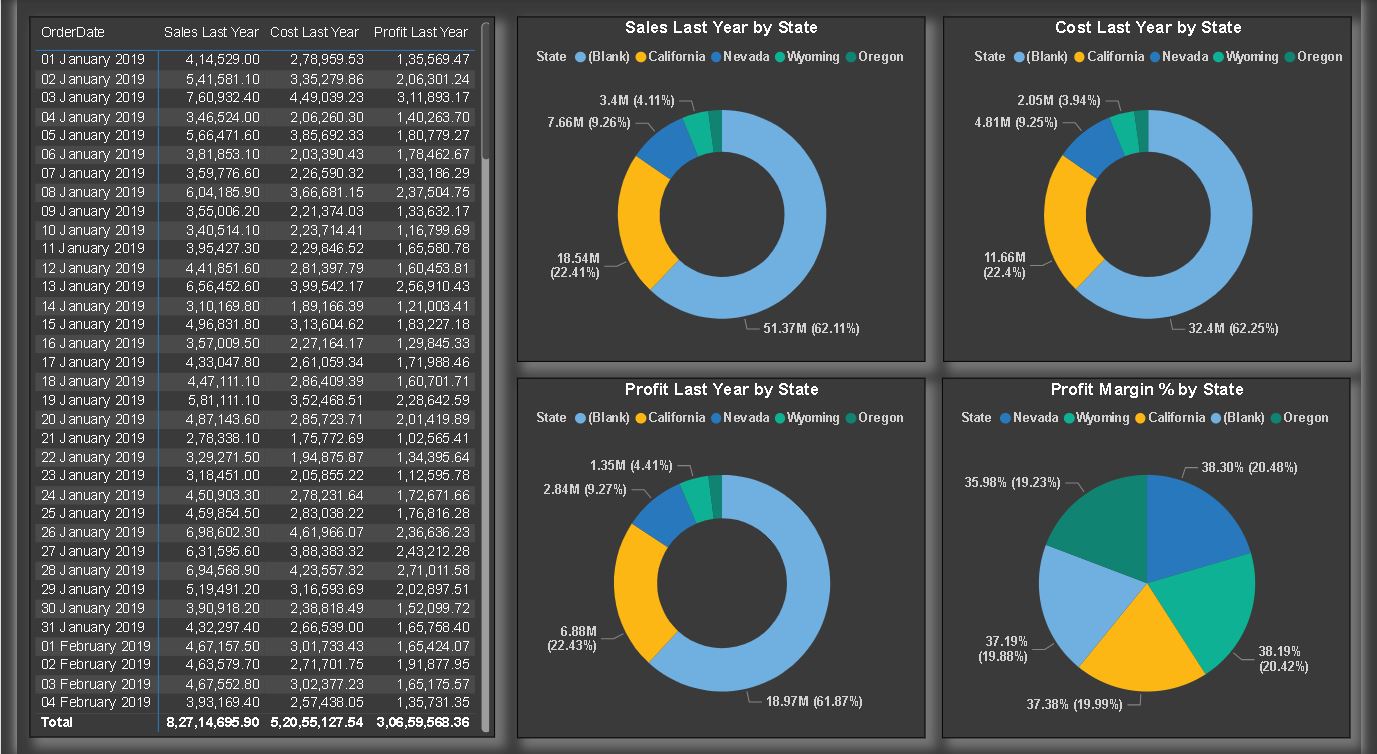 OrderDate Sales Last Year Cost Last Year Profit Last Year
01 January 2019 4,14,529.00 2,78,959.53 1,35,569.47
02 January 2019 5,41,581.10 3,35,279.86 2,06,301.24
03 January 2019 7,60,932.40 4,49,039.23 3,11,893.17
04 January 2019 3,46,524.00 2,06,260.30 1,40,263.70
05 January 2019 5,66,471.60 3,85,692.33 1,80,779.27
06 January 2019 3,81,853.10 2,03,390.43 1,78,462.67
07 January 2019 3,59,776.60 2,26,590.32 1,33,186.29
08 January 2019 6,04,185.90 3,66,681.15 2,37,504.75
09 January 2019 3,55,006.20 2,21,374.03 1,33,632.17
10 January 2019 3,40,514.10 2,23,714.41 1,16,799.69
11 January 2019 3,95,427.30 2,29,846.52 1,65,580.78
12 January 2019 4,41,851.60 2,81,397.79 1,60,453.81
13 January 2019 6,56,452.60 3,99,542.17 2,56,910.43
14 January 2019 3,10,169.80 1,89,166.39 1,21,003.41
15 January 2019 4,96,831.80 3,13,604.62 1,83,227.18
16 January 2019 3,57,009.50 2,27,164.17 1,29,845.33
17 January 2019 4,33,047.80 2,61,059.34 1,71,988.46
18 January 2019 4,47,111.10 2,86,409.39 1,60,701.71
19 January 2019 5,81,111.10 3,52,468.51 2,28,642.59
20 January 2019 4,87,143.60 2,85,723.71 2,01,419.89
21 January 2019 2,78,338.10 1,75,772.69 1,02,565.41
22 January 2019 3,29,271.50 1,94,875.87 1,34,395.64
23 January 2019 3,18,451.00 2,05,855.22 1,12,595.78
24 January 2019 4,50,903.30 2,78,231.64 1,72,671.66
25 January 2019 4,59,854.50 2,83,038.22 1,76,816.28
26 January 2019 6,98,602.30 4,61,966.07 2,36,636.23
27 January 2019 6,31,595.60 3,88,383.32 2,43,212.28
28 January 2019 6,94,568.90 4,23,557.32 2,71,011.58
29 January 2019 5,19,491.20 3,16,593.69 2,02,897.51
30 January 2019 3,90,918.20 2,38,818.49 1,52,099.72
31 January 2019 4,32,297.40 2,66,539.00 1,65,758.40
01 February 2019 4,67,157.50 3,01,733.43 1,65,424.07
02 February 2019 4,63,579.70 2,71,701.75 1,91,877.95
03 February 2019 4,67,552.80 3,02,377.23 1,65,175.57
04 February 2019 3,93,169.40 2,57,438.05 1,35,731.35
Total 8,27,14,695.90 5,20,55,127.54 3,06,59,568.36
Sales Last Year by State
State (Blank) California Nevada Wyoming Oregon
3.4M (4.11%)
7.66M (9.26%)
18.54M
(22.41%)
51.37M (62.11%)
Cost Last Year by State
State (Blank) California Nevada Wyoming Oregon
2.05M (3.94%)
4.81M (9.25%)
11.66M
(22.4%)
32.4M (62.25%)
Profit Last Year by State
State (Blank) California Nevada Wyoming Oregon
1.35M (4.41%)
2.84M (9.27%)
6.88M
(22.43%)
18.97M (61.87%)
Profit Margin % by State
State Nevada Wyoming California (Blank) Oregon
38.30% (20.48%)
35.98% (19.23%)
37.19%
(19.88%)
38.19%
(20.42%)
37.38% (19.99%)